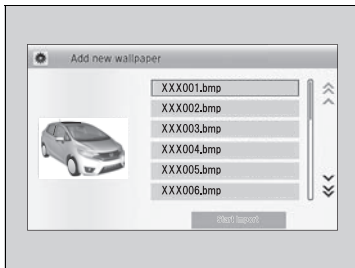 Add new wallpaper
XXX001.bmp
XXX002.bmp
XXX003.bmp
XXX004.bmp
XXX005.bmp
XXX006.bmp
Start import